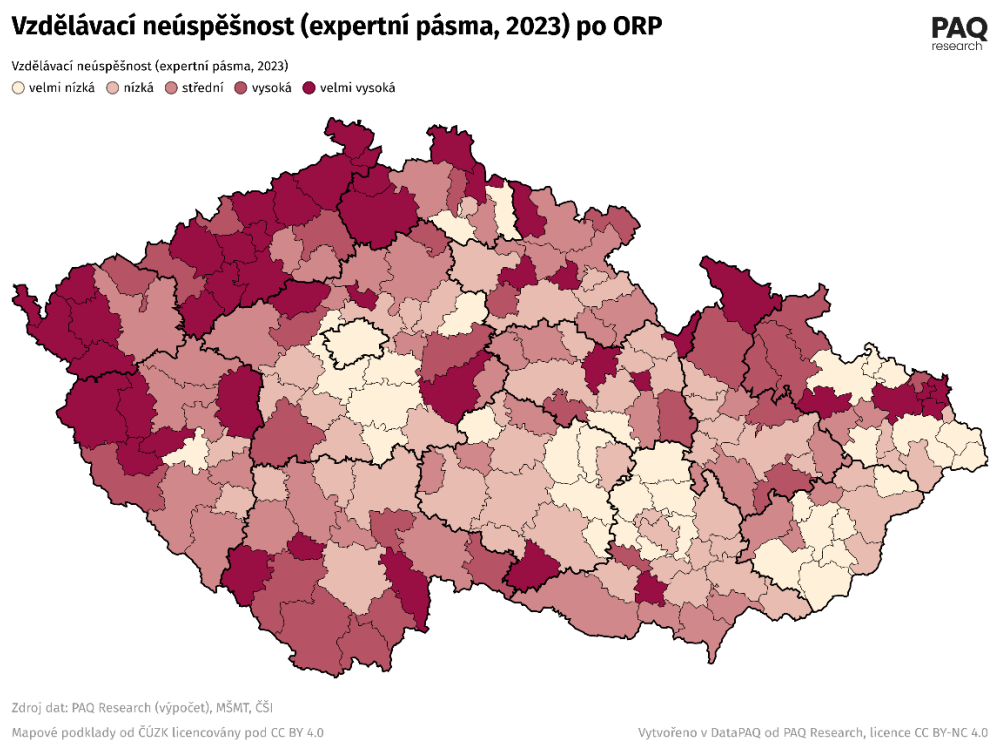 Vzdělávací neúspěšnost (expertní pásma, 2023) po ORP
PAQ
research
Vzdělávací neúspěšnost (expertní pásma, 2023)
velmi nízká nízká střední vysoká velmi vysoká
Zdroj dat: PAQ Research (výpočet), MŠMT, ČŠI
Mapové podklady od ČÚZK licencovány pod CC BY 4.0
Vytvořeno v DataPAQ od PAQ Research, licence CC BY-NC 4.0